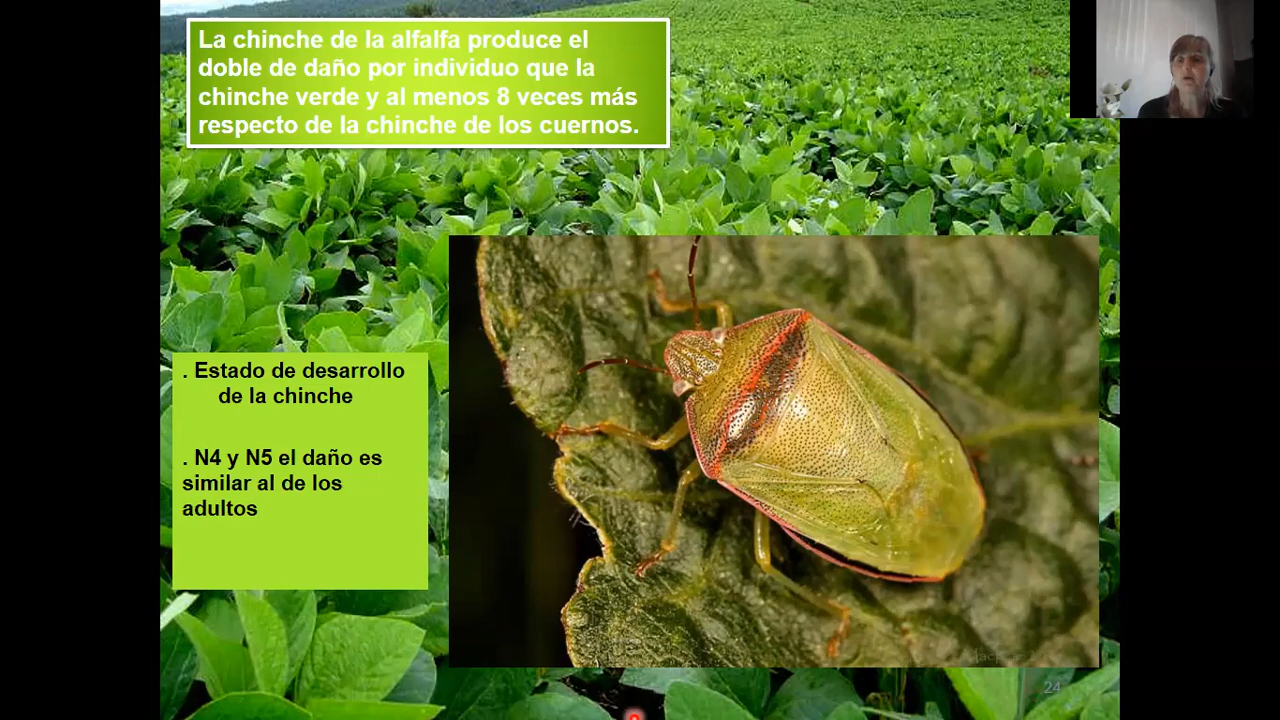 La chinche de la alfalfa produce el
doble de daño por individuo que la
chinche verde y al menos 8 veces más
respecto de la chinche de los cuernos.
. Estado de desarrollo
de la chinche
. N4 y N5 el daño es
similar al de los
adultos
24